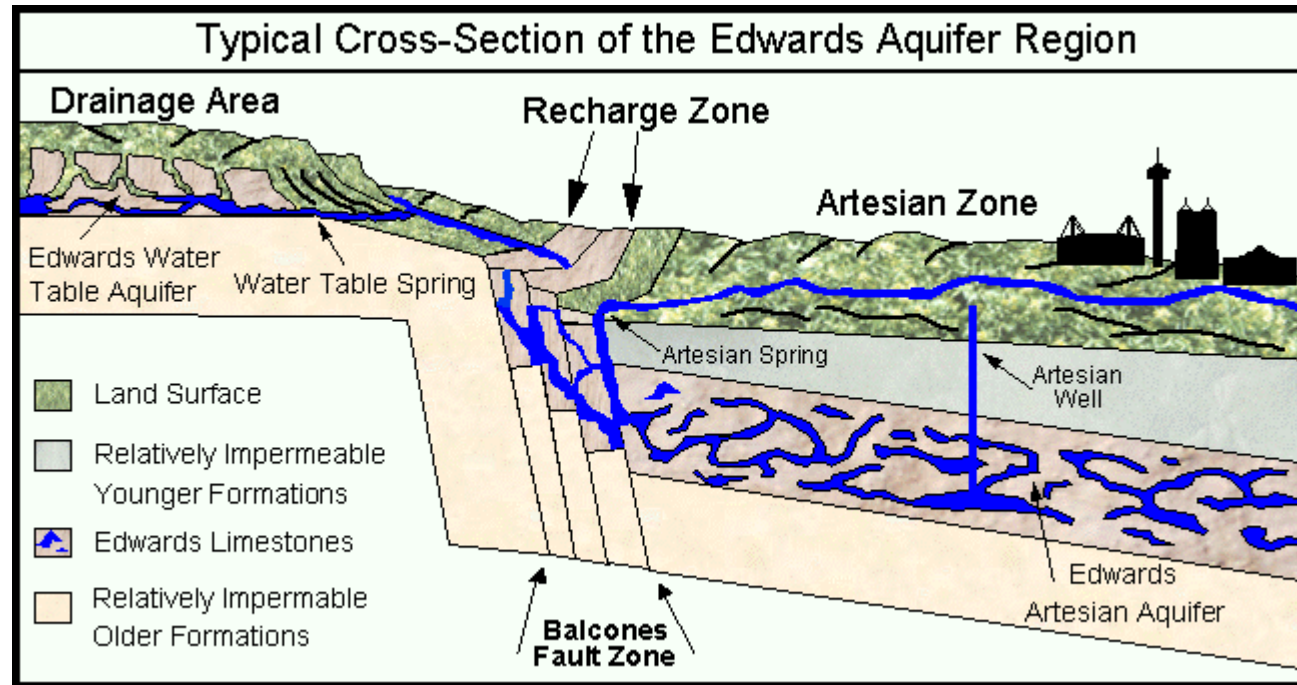 Typical Cross-Section of the Edwards Aquifer Region
Drainage Area
Recharge Zone
Artesian Zone
Edwards Water
Table Aquifer
Water Table Spring
Artesian Spring
Artesian
Well
Land Surface
Relatively Impermeable
Younger Formations
Edwards Limestones
Relatively Impermable
Older Formations
Balcones
Fault Zone
Edwards
Artesian Aquifer